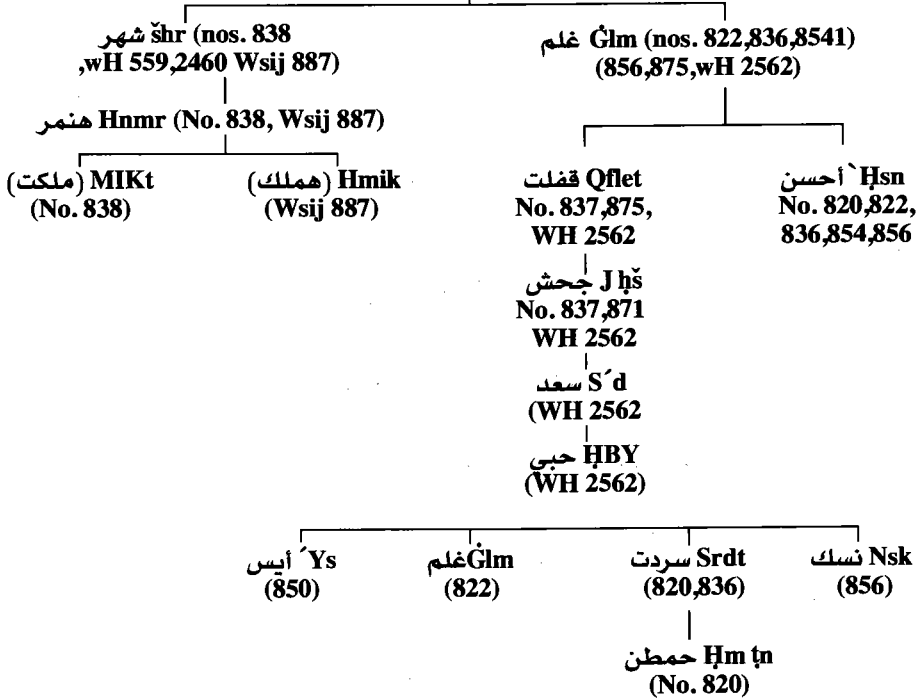 شهر šhr (nos. 838
,wH 559,2460 Wsij 887)
غلم Ġlm (nos. 822,836,8541)
(856,875,wH 2562)
هنمر Hnmr (No. 838, Wsij 887)
(ملكت) MIKt
(No. 838)
(هملك) Hmik
(Wsij 887)
قفلت Qflet
No. 837,875,
WH 2562
أحسن `Ḥsn
No. 820,822,
836,854,856
جحش J ḥš
No. 837,871
WH 2562
سعد S´d
(WH 2562
حبي ḤBY
(WH 2562)
أيس ´Ys
(850)
غلم Ġlm
(822)
سردت Srdt
(820,836)
نسك Nsk
(856)
حمطن Ḥm ṭn
(No. 820)